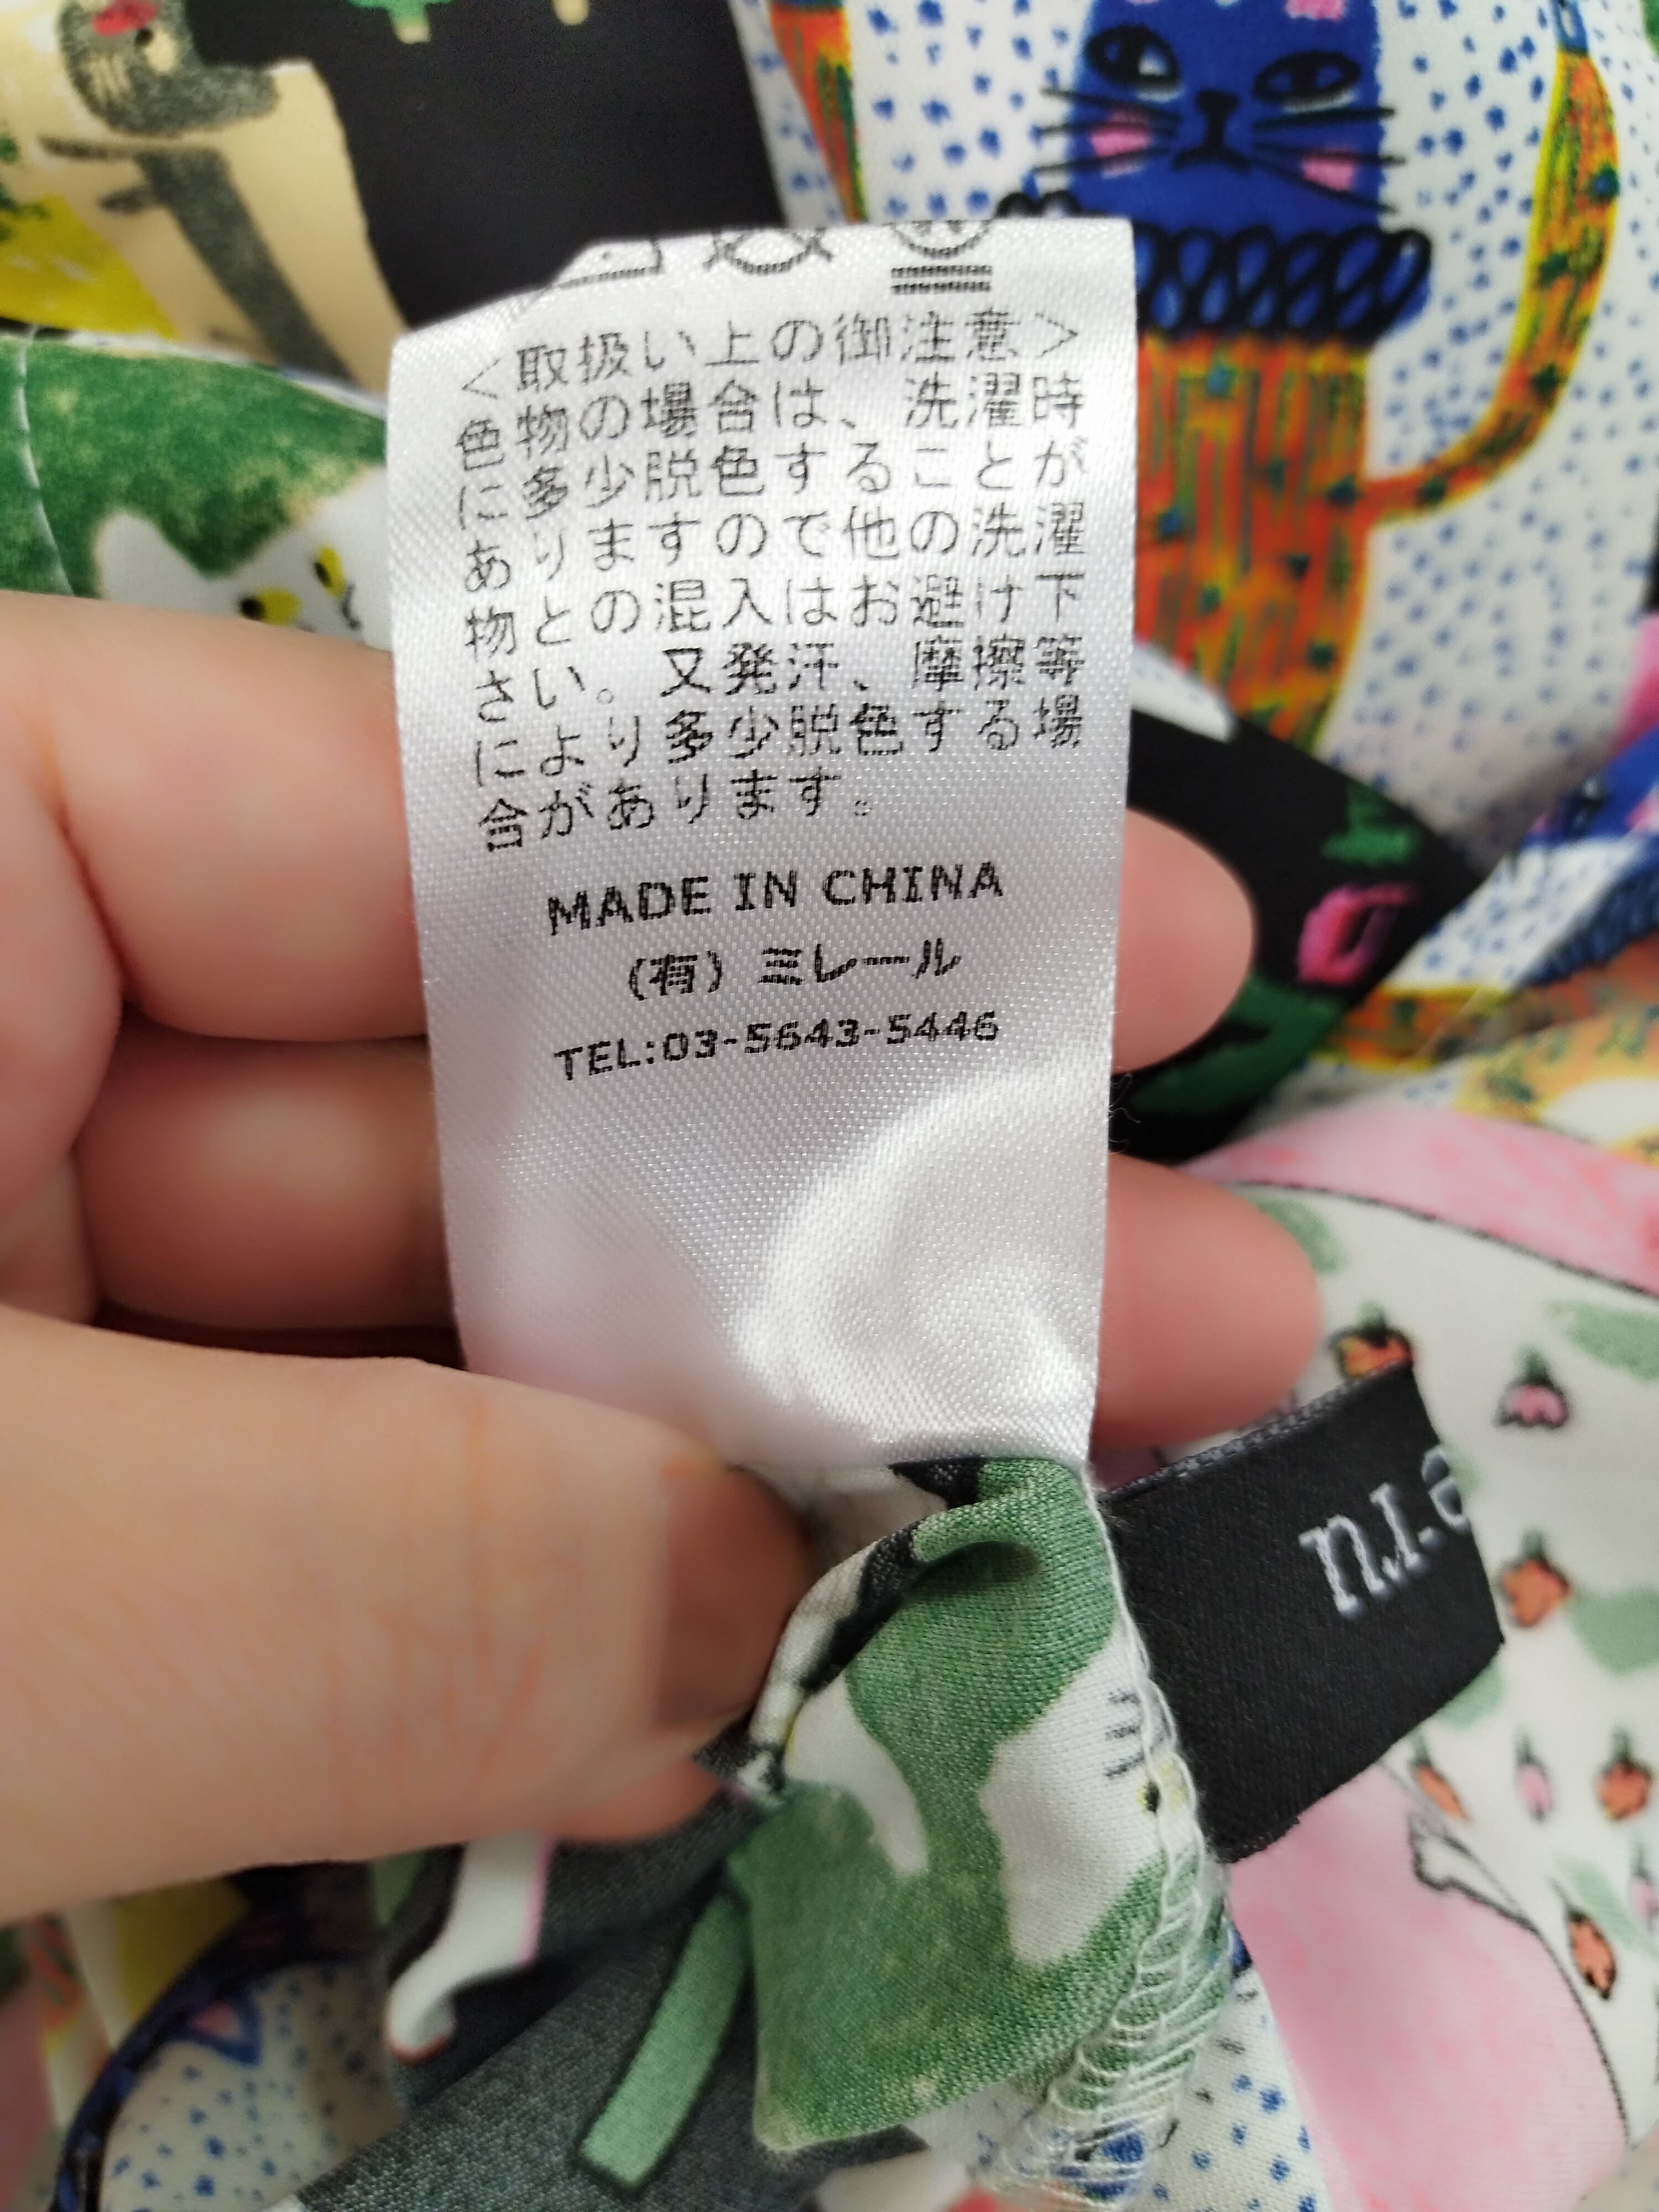 <取扱い上の御注意>
色物の場合は、洗濯時
に多少脱色することが
ありますので他の洗濯
物との混入はお避け下
さい。又発汗、摩擦等
により多少脱色する場
合があります。
MADE IN CHINA
(有) ミレール
TEL:03-5643-5446